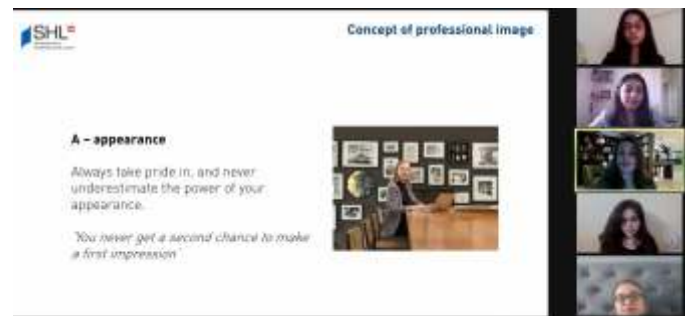 SHL
Concept of professional image
A – appearance
Always take pride in, and never
underestimate the power of your
appearance.
"You never get a second chance to make
a first impression"